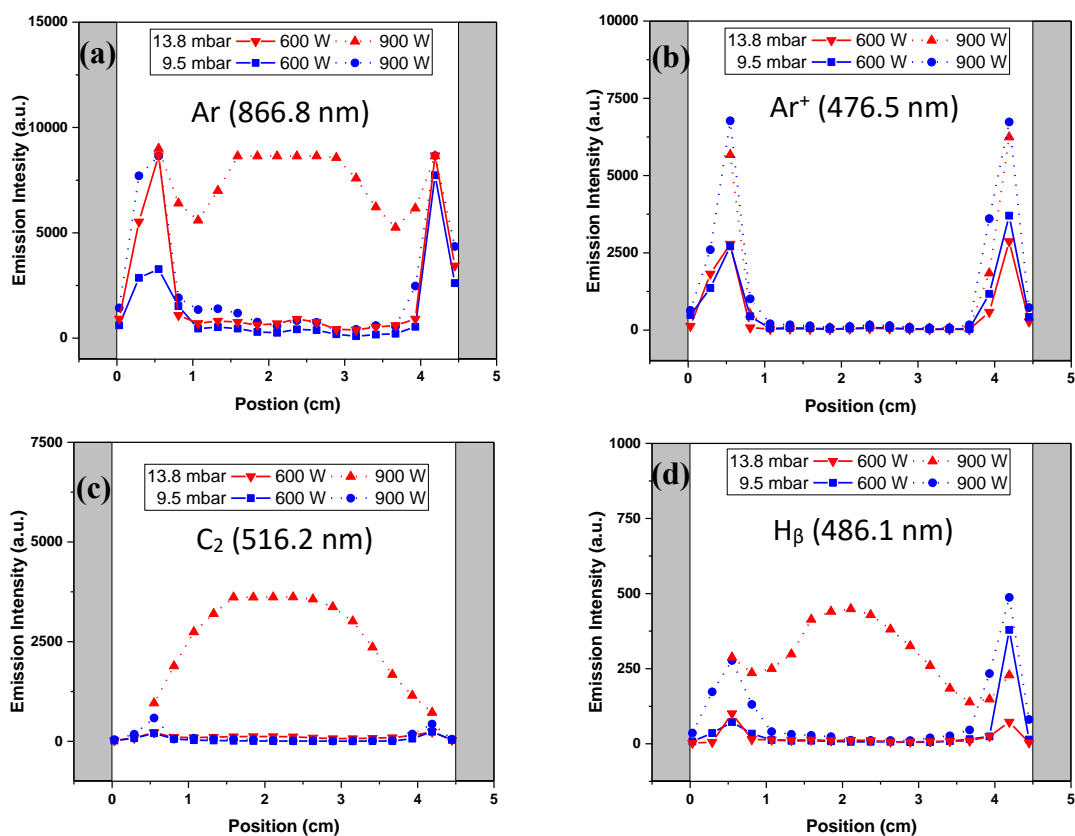 (a)
13.8 mbar 600 W 900 W
9.5 mbar 600 W 900 W
Ar (866.8 nm)
Emission Intesity (a.u.)
15000
10000
5000
0
0 1 2 3 4 5
Postion (cm)
(b)
13.8 mbar 600 W 900 W
9.5 mbar 600 W 900 W
Ar⁺ (476.5 nm)
Emission Intensity (a.u.)
10000
7500
5000
2500
0
0 1 2 3 4 5
Position (cm)
(c)
13.8 mbar 600 W 900 W
9.5 mbar 600 W 900 W
C₂ (516.2 nm)
Emission Intensity (a.u.)
7500
5000
2500
0
0 1 2 3 4 5
Position (cm)
(d)
13.8 mbar 600 W 900 W
9.5 mbar 600 W 900 W
Hᵦ (486.1 nm)
Emission Intensity (a.u.)
1000
750
500
250
0
0 1 2 3 4 5
Position (cm)